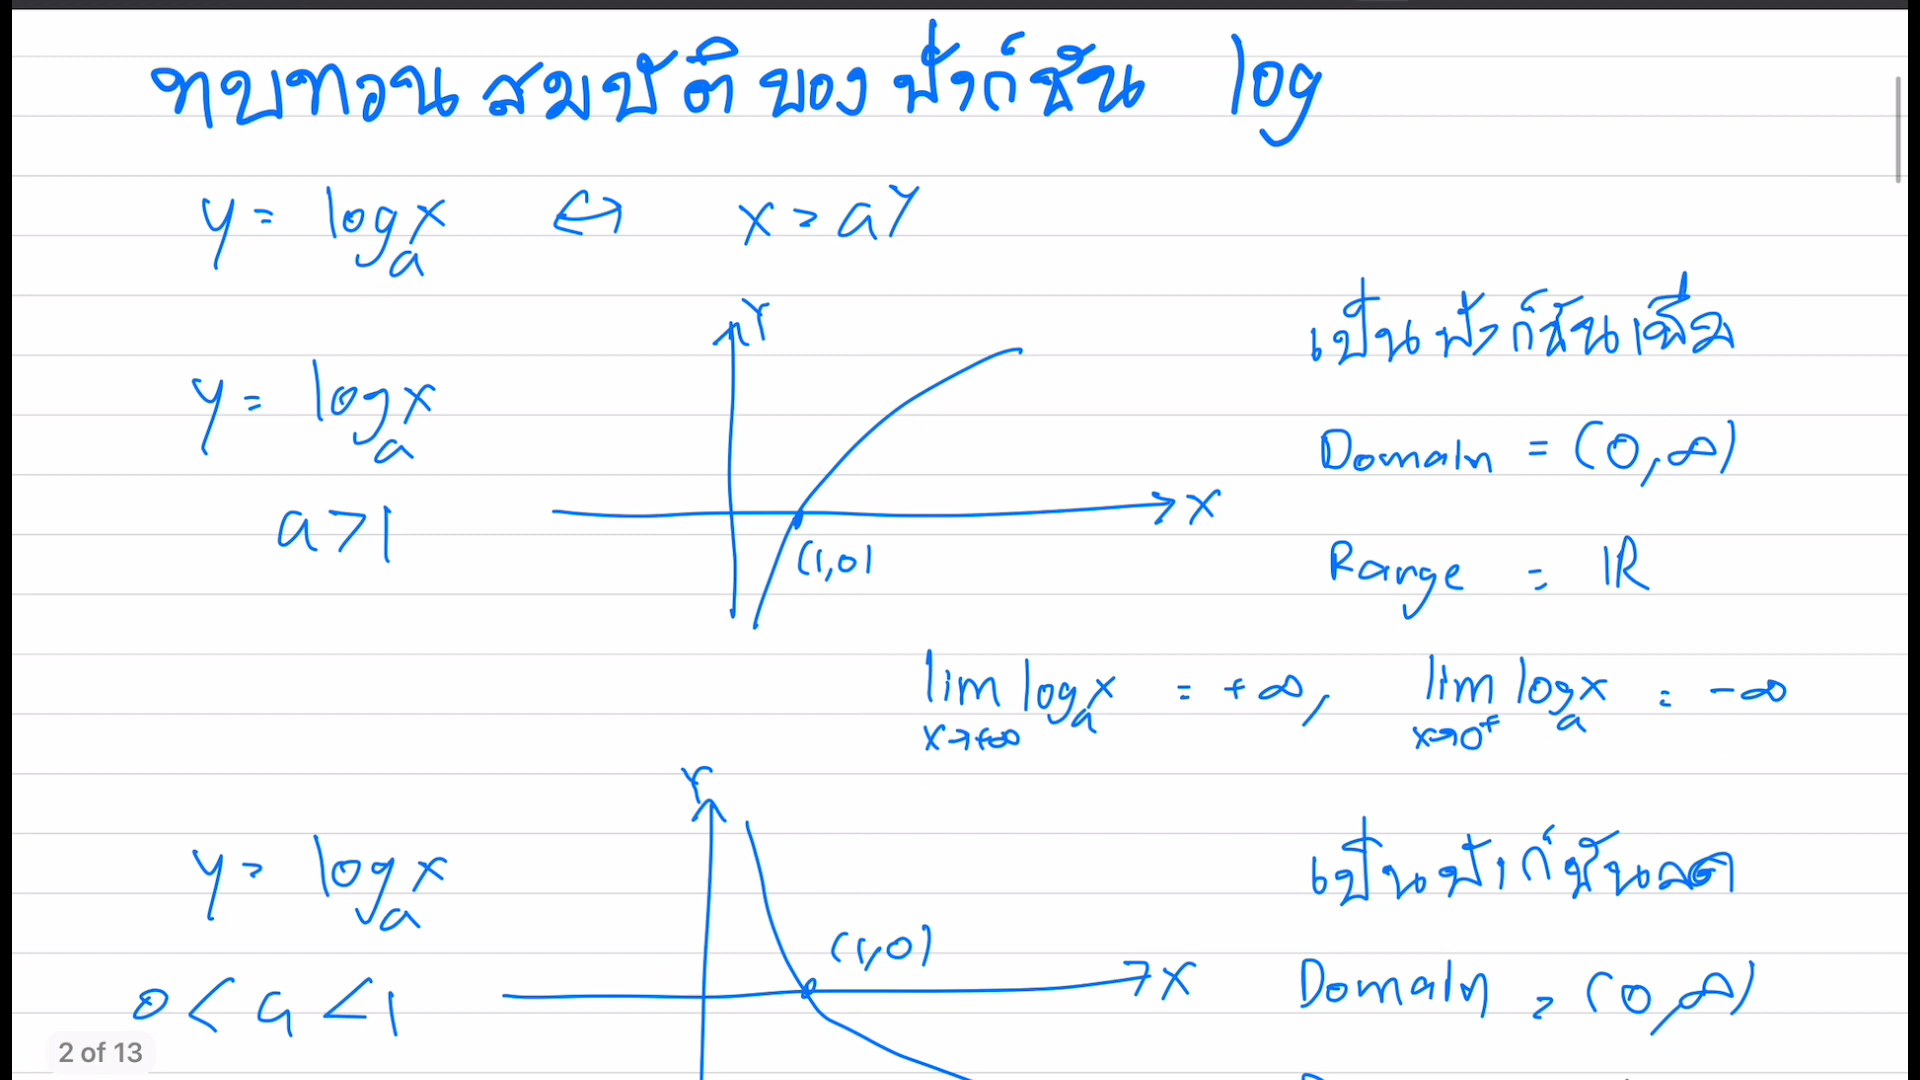 ทบทวน สมบัติ ของ ฟังก์ชัน log
y = logₐx ↔ x = aʸ
Y
เป็นฟังก์ชันเพิ่ม
y = logₐx
Domain = (0,∞)
a>1
X
(1,0)
Range = ℝ
lim logₐx = +∞, lim logₐx = -∞
x→+∞ x→0⁺
Y
y = logₐx
เป็นฟังก์ชันลด
(1,0)
X
0 < a < 1
Domain = (0,∞)
2 of 13